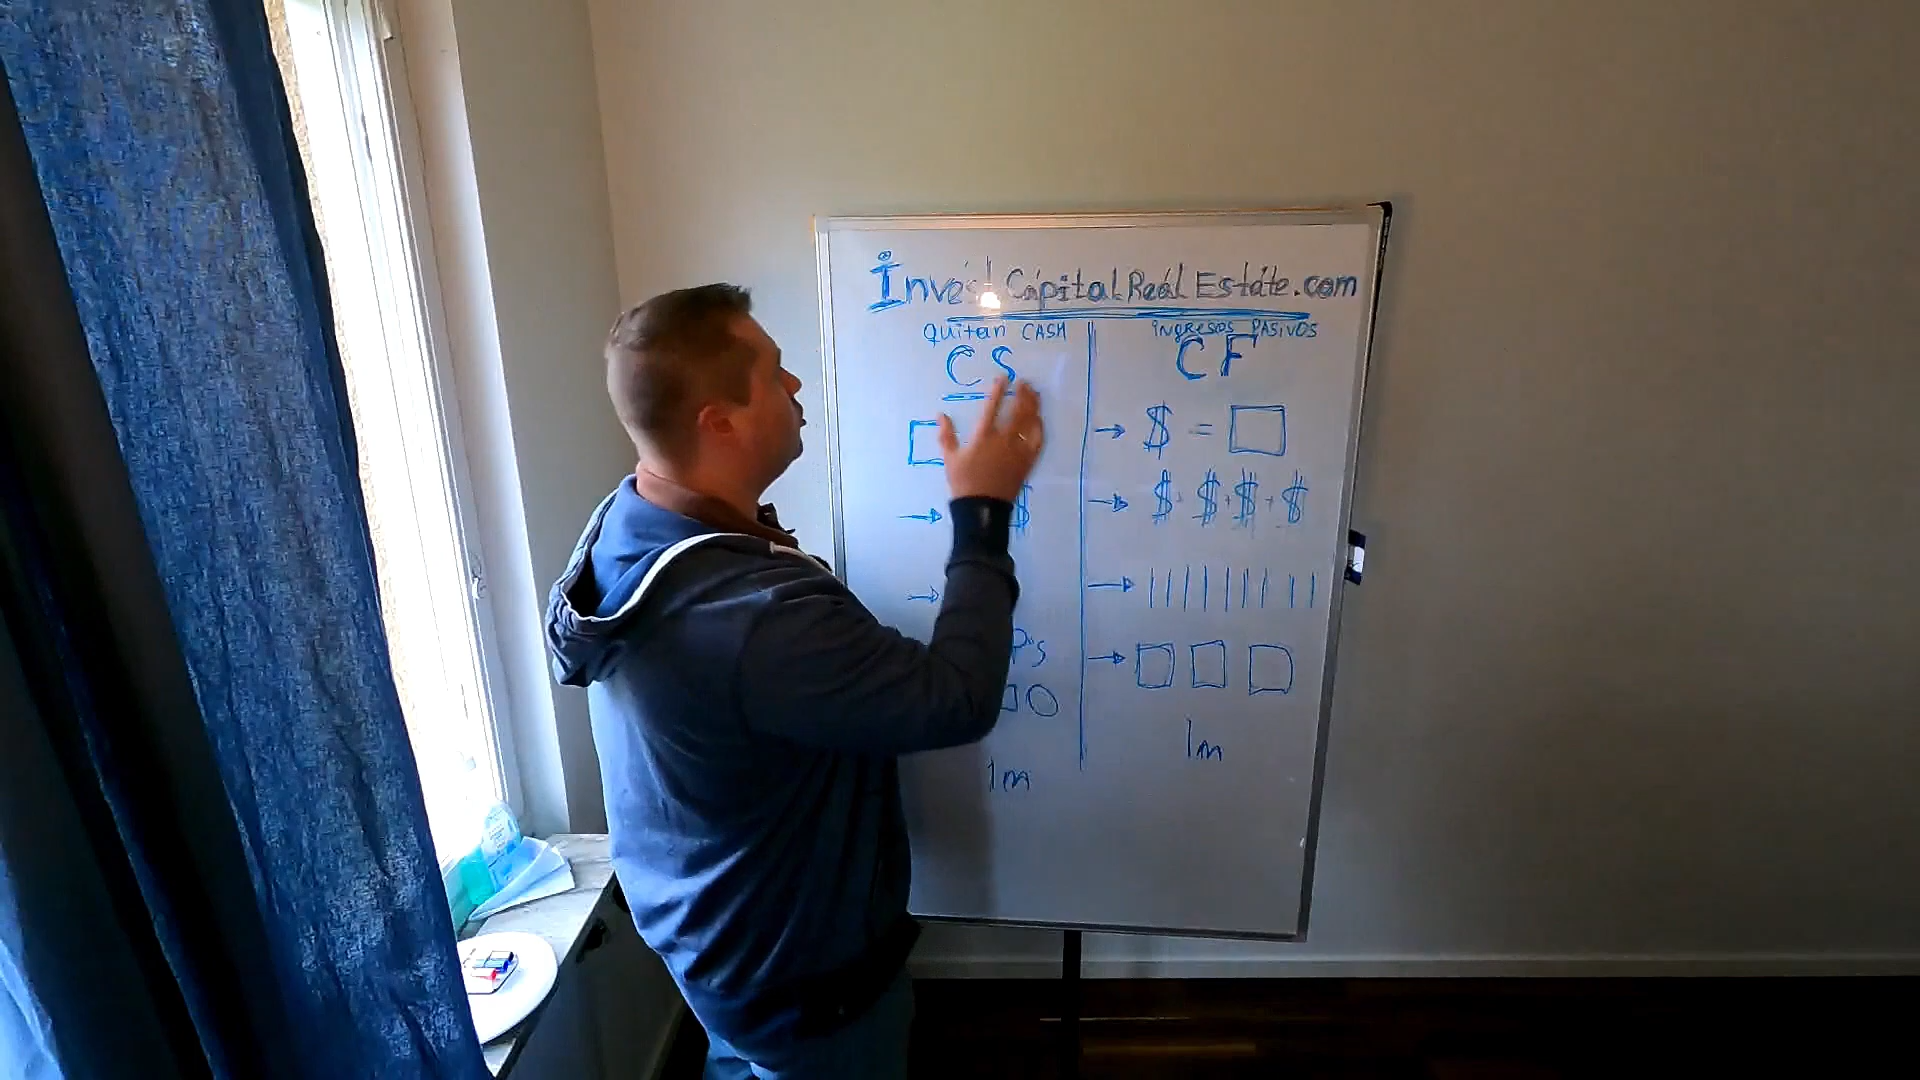 InvestCapitalRealEstate.com
quitan CASH
ingresos PASIVOS
CS
CF
$ =
$
$ + $ + $ + $
P's
1m
1m